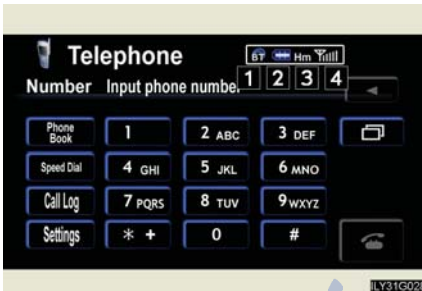 Telephone BT Hm
Number Input phone number 1 2 3 4
Phone Book 1 2 ABC 3 DEF
Speed Dial 4 GHI 5 JKL 6 MNO
Call Log 7 PQRS 8 TUV 9 WXYZ
Settings * + 0 #
ILY31G02